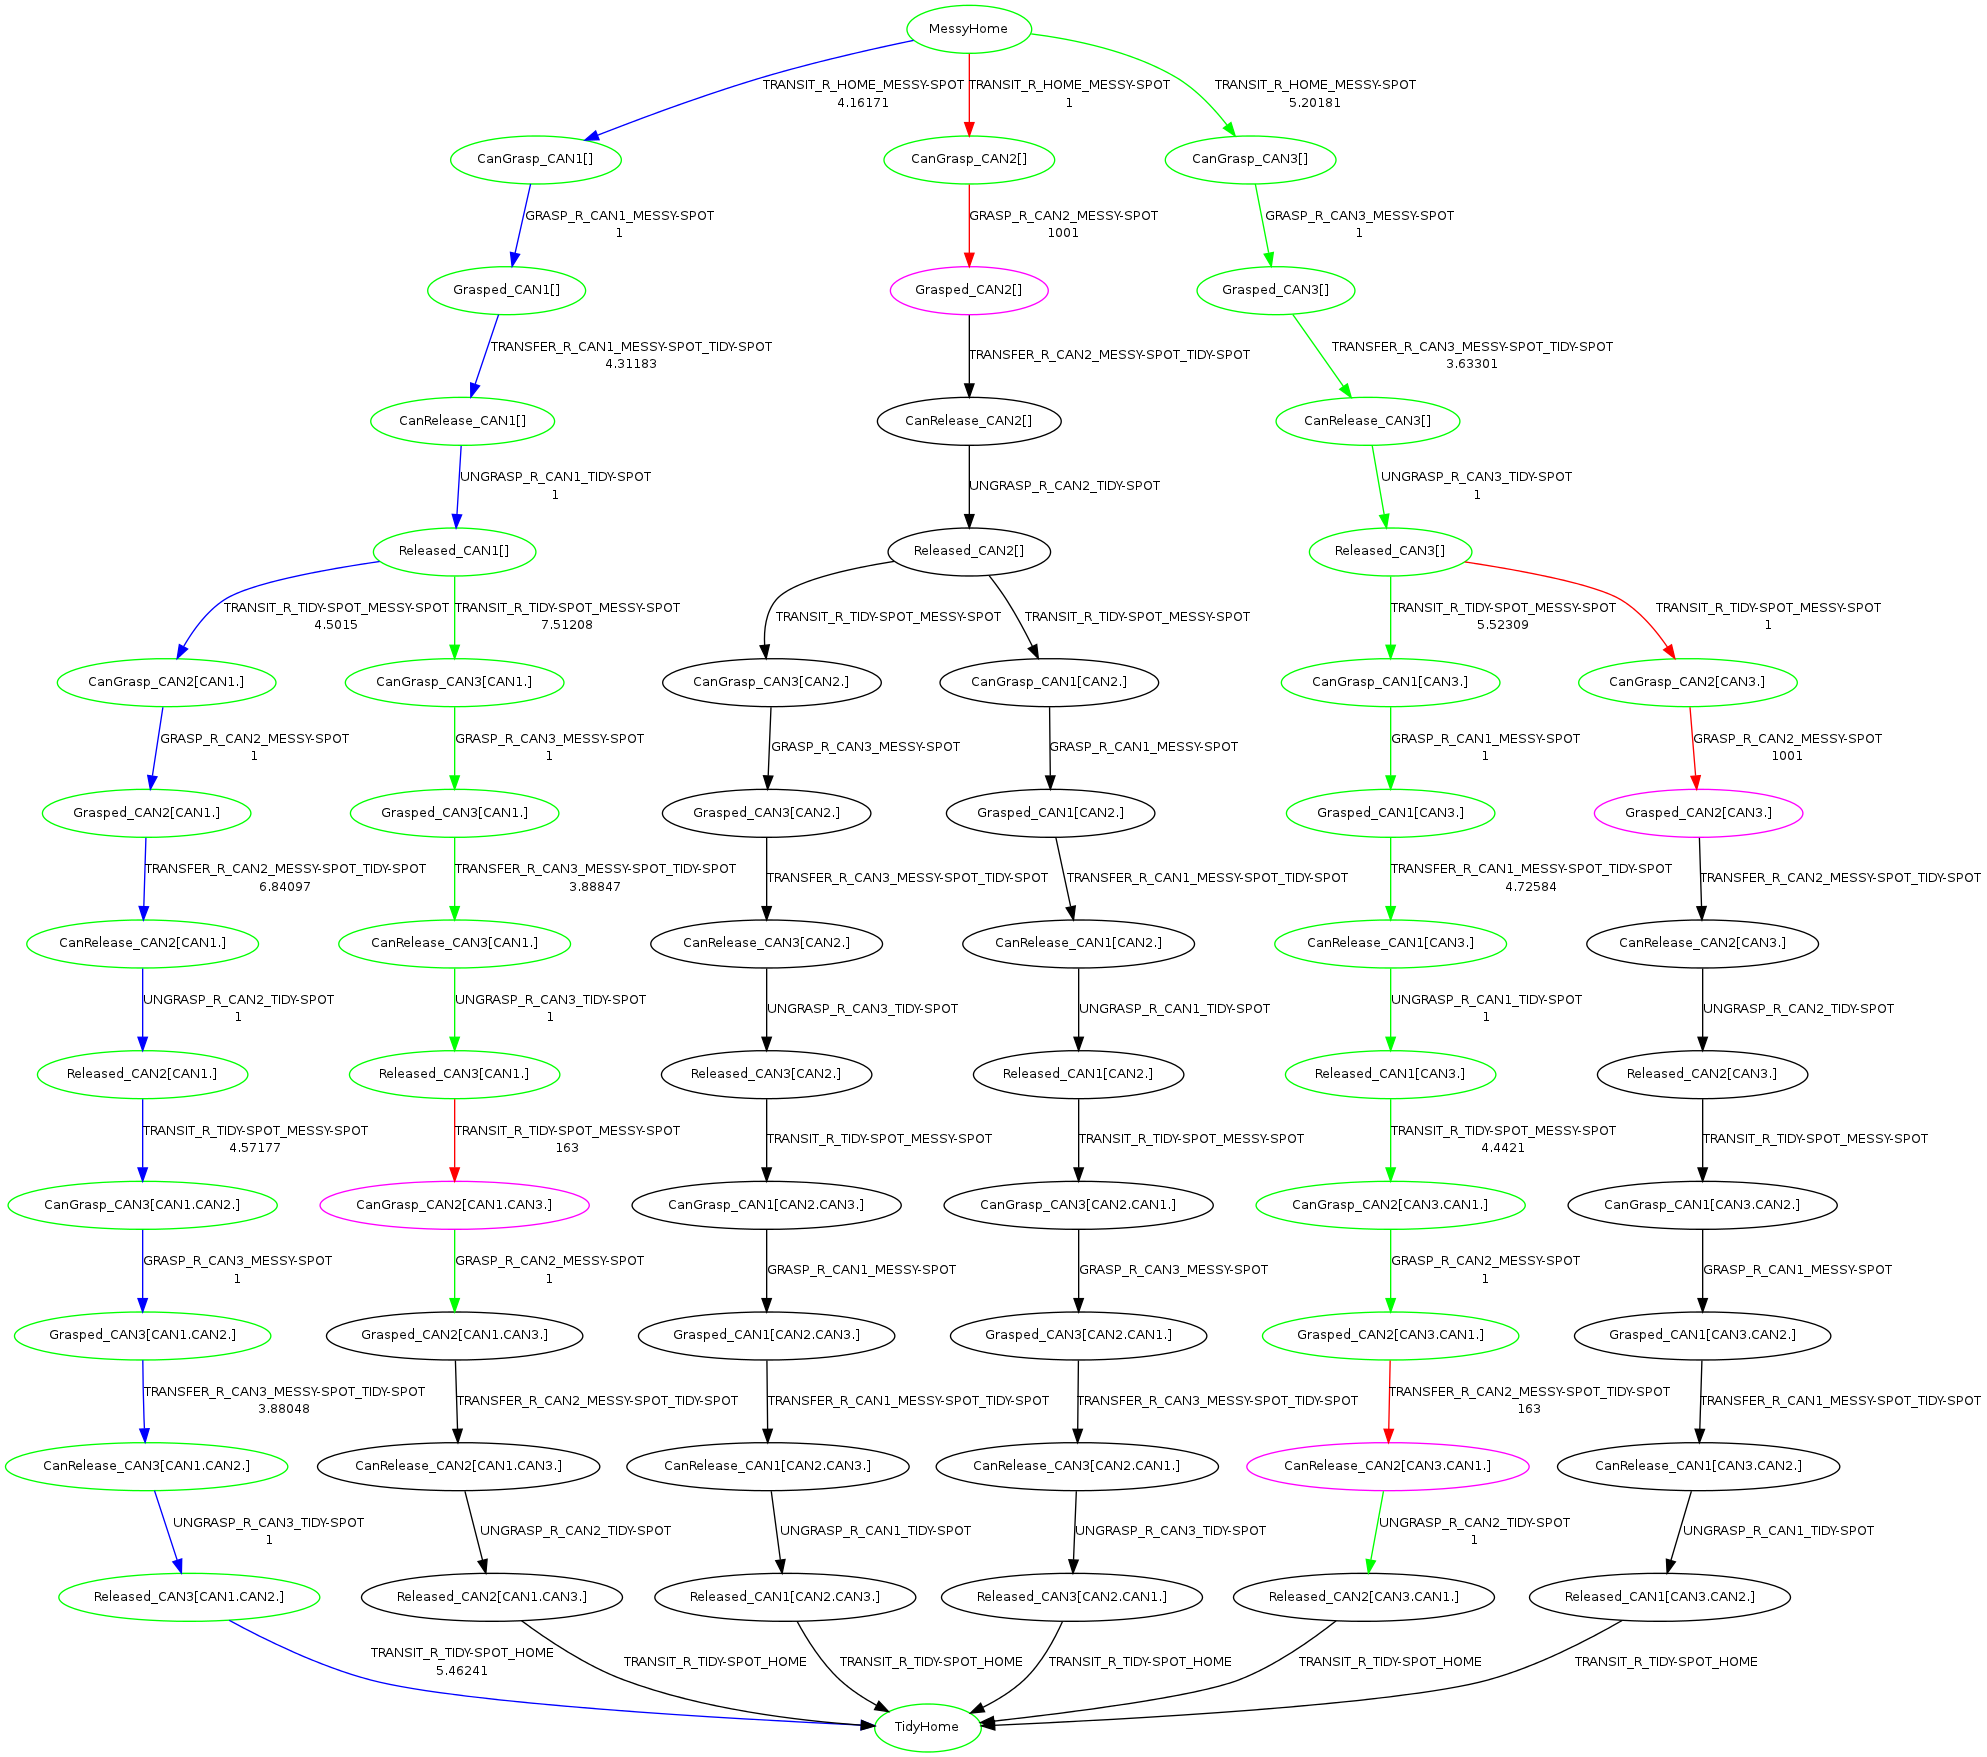 MessyHome
TRANSIT_R_HOME_MESSY-SPOT
4.16171
TRANSIT_R_HOME_MESSY-SPOT
1
TRANSIT_R_HOME_MESSY-SPOT
5.20181
CanGrasp_CAN1[]
CanGrasp_CAN2[]
CanGrasp_CAN3[]
GRASP_R_CAN1_MESSY-SPOT
1
GRASP_R_CAN2_MESSY-SPOT
1001
GRASP_R_CAN3_MESSY-SPOT
1
Grasped_CAN1[]
Grasped_CAN2[]
Grasped_CAN3[]
TRANSFER_R_CAN1_MESSY-SPOT_TIDY-SPOT
4.31183
TRANSFER_R_CAN2_MESSY-SPOT_TIDY-SPOT
TRANSFER_R_CAN3_MESSY-SPOT_TIDY-SPOT
3.63301
CanRelease_CAN1[]
CanRelease_CAN2[]
CanRelease_CAN3[]
UNGRASP_R_CAN1_TIDY-SPOT
1
UNGRASP_R_CAN2_TIDY-SPOT
UNGRASP_R_CAN3_TIDY-SPOT
1
Released_CAN1[]
Released_CAN2[]
Released_CAN3[]
TRANSIT_R_TIDY-SPOT_MESSY-SPOT
4.5015
TRANSIT_R_TIDY-SPOT_MESSY-SPOT
7.51208
TRANSIT_R_TIDY-SPOT_MESSY-SPOT
TRANSIT_R_TIDY-SPOT_MESSY-SPOT
TRANSIT_R_TIDY-SPOT_MESSY-SPOT
5.52309
TRANSIT_R_TIDY-SPOT_MESSY-SPOT
1
CanGrasp_CAN2[CAN1.]
CanGrasp_CAN3[CAN1.]
CanGrasp_CAN3[CAN2.]
CanGrasp_CAN1[CAN2.]
CanGrasp_CAN1[CAN3.]
CanGrasp_CAN2[CAN3.]
GRASP_R_CAN2_MESSY-SPOT
1
GRASP_R_CAN3_MESSY-SPOT
1
GRASP_R_CAN3_MESSY-SPOT
GRASP_R_CAN1_MESSY-SPOT
GRASP_R_CAN1_MESSY-SPOT
1
GRASP_R_CAN2_MESSY-SPOT
1001
Grasped_CAN2[CAN1.]
Grasped_CAN3[CAN1.]
Grasped_CAN3[CAN2.]
Grasped_CAN1[CAN2.]
Grasped_CAN1[CAN3.]
Grasped_CAN2[CAN3.]
TRANSFER_R_CAN2_MESSY-SPOT_TIDY-SPOT
6.84097
TRANSFER_R_CAN3_MESSY-SPOT_TIDY-SPOT
3.88847
TRANSFER_R_CAN3_MESSY-SPOT_TIDY-SPOT
TRANSFER_R_CAN1_MESSY-SPOT_TIDY-SPOT
TRANSFER_R_CAN1_MESSY-SPOT_TIDY-SPOT
4.72584
TRANSFER_R_CAN2_MESSY-SPOT_TIDY-SPOT
CanRelease_CAN2[CAN1.]
CanRelease_CAN3[CAN1.]
CanRelease_CAN3[CAN2.]
CanRelease_CAN1[CAN2.]
CanRelease_CAN1[CAN3.]
CanRelease_CAN2[CAN3.]
UNGRASP_R_CAN2_TIDY-SPOT
1
UNGRASP_R_CAN3_TIDY-SPOT
1
UNGRASP_R_CAN3_TIDY-SPOT
UNGRASP_R_CAN1_TIDY-SPOT
UNGRASP_R_CAN1_TIDY-SPOT
1
UNGRASP_R_CAN2_TIDY-SPOT
Released_CAN2[CAN1.]
Released_CAN3[CAN1.]
Released_CAN3[CAN2.]
Released_CAN1[CAN2.]
Released_CAN1[CAN3.]
Released_CAN2[CAN3.]
TRANSIT_R_TIDY-SPOT_MESSY-SPOT
4.57177
TRANSIT_R_TIDY-SPOT_MESSY-SPOT
163
TRANSIT_R_TIDY-SPOT_MESSY-SPOT
TRANSIT_R_TIDY-SPOT_MESSY-SPOT
TRANSIT_R_TIDY-SPOT_MESSY-SPOT
4.4421
TRANSIT_R_TIDY-SPOT_MESSY-SPOT
CanGrasp_CAN3[CAN1.CAN2.]
CanGrasp_CAN2[CAN1.CAN3.]
CanGrasp_CAN1[CAN2.CAN3.]
CanGrasp_CAN3[CAN2.CAN1.]
CanGrasp_CAN2[CAN3.CAN1.]
CanGrasp_CAN1[CAN3.CAN2.]
GRASP_R_CAN3_MESSY-SPOT
1
GRASP_R_CAN2_MESSY-SPOT
1
GRASP_R_CAN1_MESSY-SPOT
GRASP_R_CAN3_MESSY-SPOT
GRASP_R_CAN2_MESSY-SPOT
1
GRASP_R_CAN1_MESSY-SPOT
Grasped_CAN3[CAN1.CAN2.]
Grasped_CAN2[CAN1.CAN3.]
Grasped_CAN1[CAN2.CAN3.]
Grasped_CAN3[CAN2.CAN1.]
Grasped_CAN2[CAN3.CAN1.]
Grasped_CAN1[CAN3.CAN2.]
TRANSFER_R_CAN3_MESSY-SPOT_TIDY-SPOT
3.88048
TRANSFER_R_CAN2_MESSY-SPOT_TIDY-SPOT
TRANSFER_R_CAN1_MESSY-SPOT_TIDY-SPOT
TRANSFER_R_CAN3_MESSY-SPOT_TIDY-SPOT
TRANSFER_R_CAN2_MESSY-SPOT_TIDY-SPOT
163
TRANSFER_R_CAN1_MESSY-SPOT_TIDY-SPOT
CanRelease_CAN3[CAN1.CAN2.]
CanRelease_CAN2[CAN1.CAN3.]
CanRelease_CAN1[CAN2.CAN3.]
CanRelease_CAN3[CAN2.CAN1.]
CanRelease_CAN2[CAN3.CAN1.]
CanRelease_CAN1[CAN3.CAN2.]
UNGRASP_R_CAN3_TIDY-SPOT
1
UNGRASP_R_CAN2_TIDY-SPOT
UNGRASP_R_CAN1_TIDY-SPOT
UNGRASP_R_CAN3_TIDY-SPOT
UNGRASP_R_CAN2_TIDY-SPOT
1
UNGRASP_R_CAN1_TIDY-SPOT
Released_CAN3[CAN1.CAN2.]
Released_CAN2[CAN1.CAN3.]
Released_CAN1[CAN2.CAN3.]
Released_CAN3[CAN2.CAN1.]
Released_CAN2[CAN3.CAN1.]
Released_CAN1[CAN3.CAN2.]
TRANSIT_R_TIDY-SPOT_HOME
5.46241
TRANSIT_R_TIDY-SPOT_HOME
TRANSIT_R_TIDY-SPOT_HOME
TRANSIT_R_TIDY-SPOT_HOME
TRANSIT_R_TIDY-SPOT_HOME
TRANSIT_R_TIDY-SPOT_HOME
TidyHome